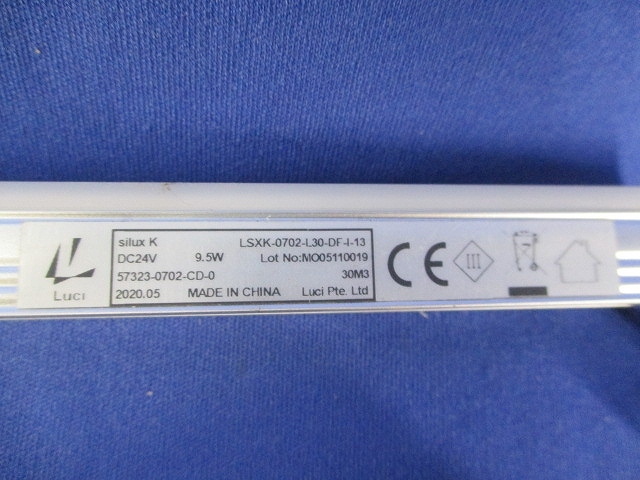 Luci
silux K LSXK-0702-L30-DF-I-13
DC24V 9.5W Lot No:MO05110019
57323-0702-CD-0 30M3
2020.05 MADE IN CHINA Luci Pte. Ltd
CE III